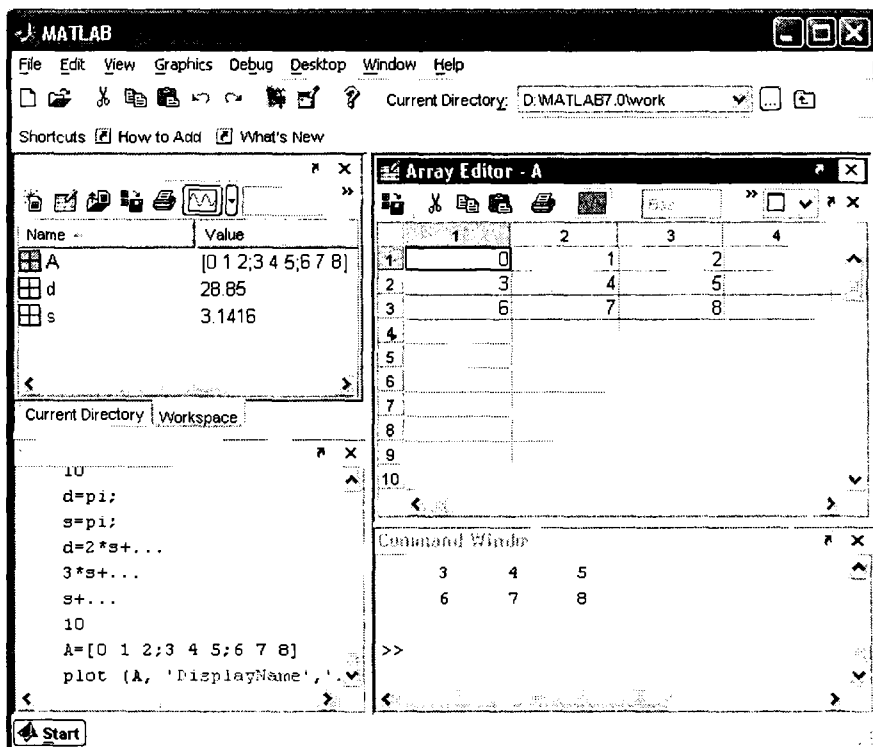 MATLAB
File Edit View Graphics Debug Desktop Window Help
Current Directory: D:\MATLAB7.0\work
Shortcuts How to Add What's New
Name Value
A [0 1 2;3 4 5;6 7 8]
d 28.85
s 3.1416
Current Directory Workspace
10
d=pi;
s=pi;
d=2*s+...
3*s+...
s+...
10
A=[0 1 2;3 4 5;6 7 8]
plot (A, 'DisplayName','.
Array Editor - A
1 2 3 4
1 0 1 2
2 3 4 5
3 6 7 8
4
5
6
7
8
9
10
Command Window
3 4 5
6 7 8
>>
Start